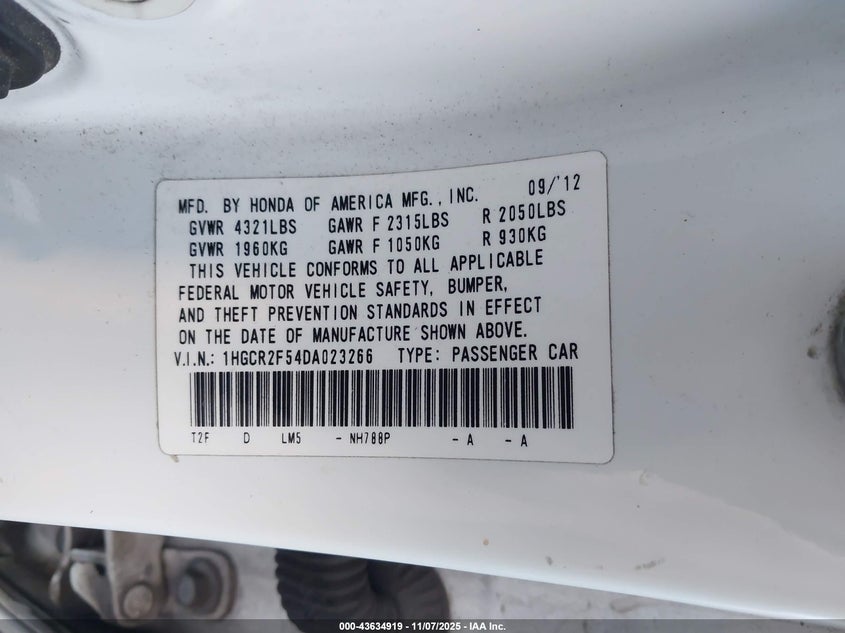 MFD. BY HONDA OF AMERICA MFG., INC. 09/'12
GVWR 4321LBS GAWR F 2315LBS R 2050LBS
GVWR 1960KG GAWR F 1050KG R 930KG
THIS VEHICLE CONFORMS TO ALL APPLICABLE
FEDERAL MOTOR VEHICLE SAFETY, BUMPER,
AND THEFT PREVENTION STANDARDS IN EFFECT
ON THE DATE OF MANUFACTURE SHOWN ABOVE.
V.I.N.: 1HGCR2F54DA023266 TYPE: PASSENGER CAR
T2F D LM5 - NH788P - A - A
000-43634919 - 11/07/2025 - IAA Inc.